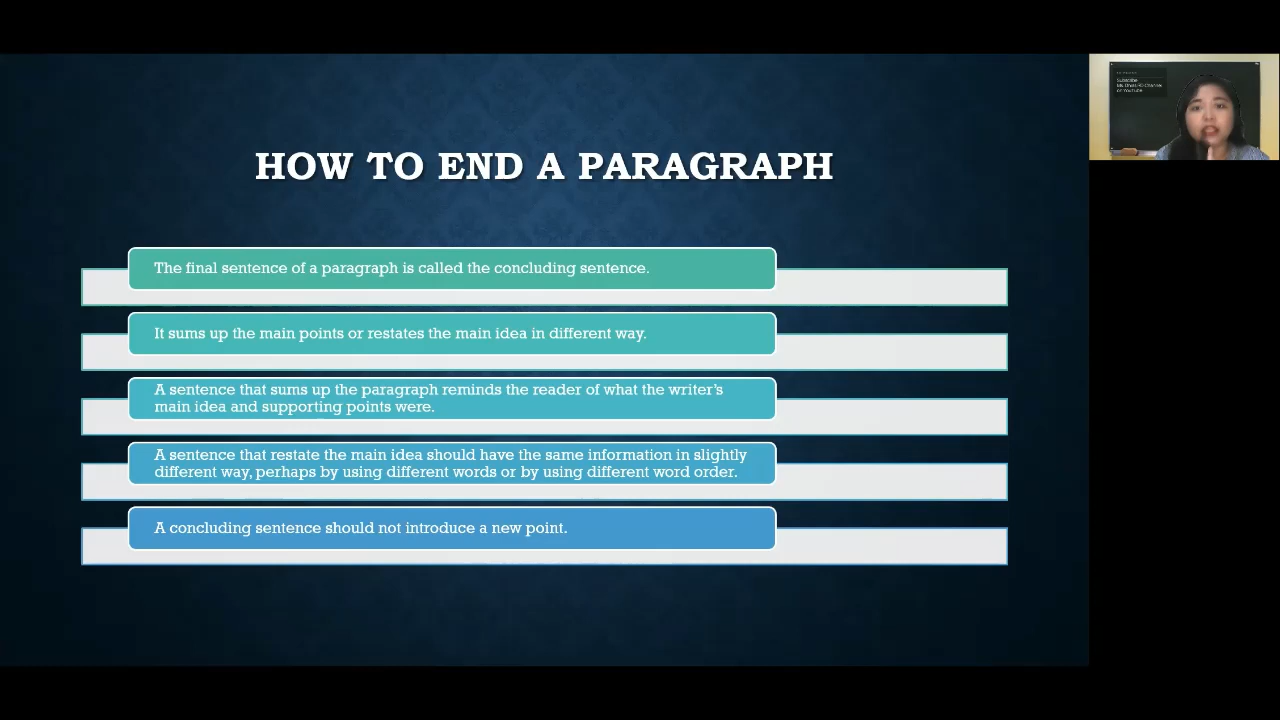 HOW TO END A PARAGRAPH
The final sentence of a paragraph is called the concluding sentence.
It sums up the main points or restates the main idea in different way.
A sentence that sums up the paragraph reminds the reader of what the writer's
main idea and supporting points were.
A sentence that restate the main idea should have the same information in slightly
different way, perhaps by using different words or by using different word order.
A concluding sentence should not introduce a new point.
Subscribe
on YouTube